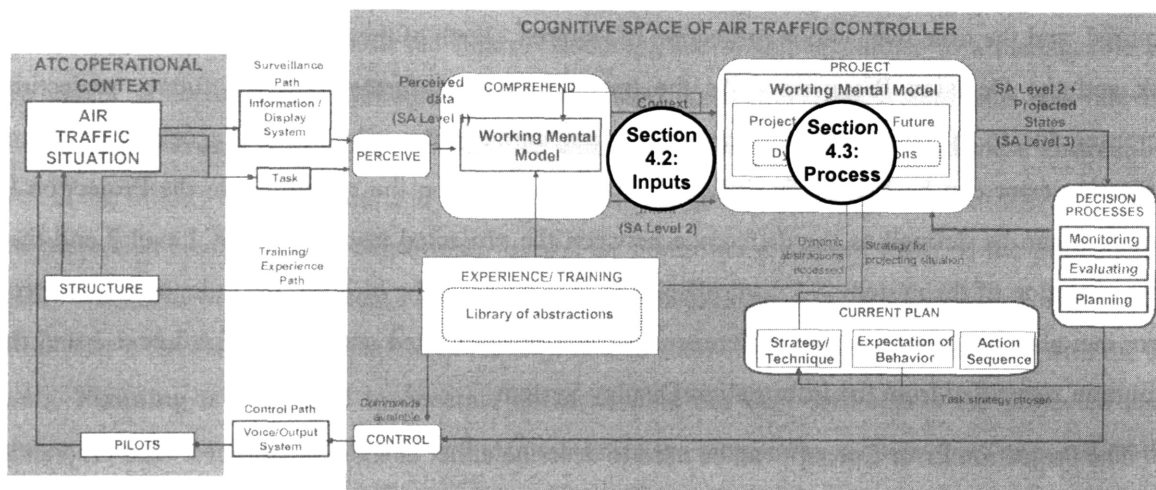 COGNITIVE SPACE OF AIR TRAFFIC CONTROLLER
ATC OPERATIONAL
CONTEXT
AIR
TRAFFIC
SITUATION
STRUCTURE
PILOTS
Surveillance
Path
Information /
Display
System
Task
Training/
Experience
Path
Control Path
Voice/Output
System
Perceived
data
(SA Level 1)
PERCEIVE
COMPREHEND
Working Mental
Model
Context
Section
4.2:
Inputs
(SA Level 2)
PROJECT
Working Mental Model
Project
Future
Section
4.3:
Process
SA Level 2 +
Projected
States
(SA Level 3)
DECISION
PROCESSES
Monitoring
Evaluating
Planning
Dynamic
abstractions
accessed
Strategy for
projecting situation
EXPERIENCE/ TRAINING
Library of abstractions
CURRENT PLAN
Strategy/
Technique
Expectation of
Behavior
Action
Sequence
Task strategy chosen
Commands
available
CONTROL